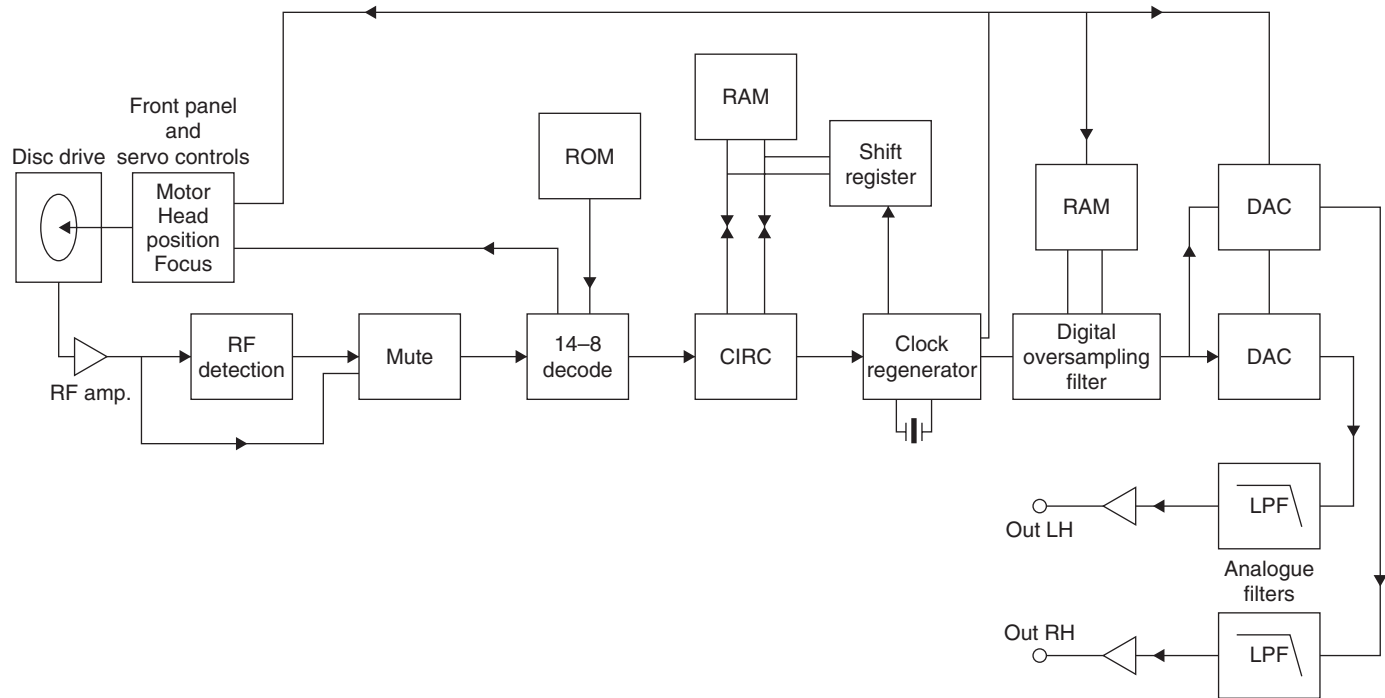 Front panel
and
servo controls
Disc drive
Motor
Head
position
Focus
ROM
RAM
Shift
register
RAM
DAC
RF amp.
RF
detection
Mute
14–8
decode
CIRC
Clock
regenerator
Digital
oversampling
filter
DAC
LPF
Out LH
Analogue
filters
Out RH
LPF